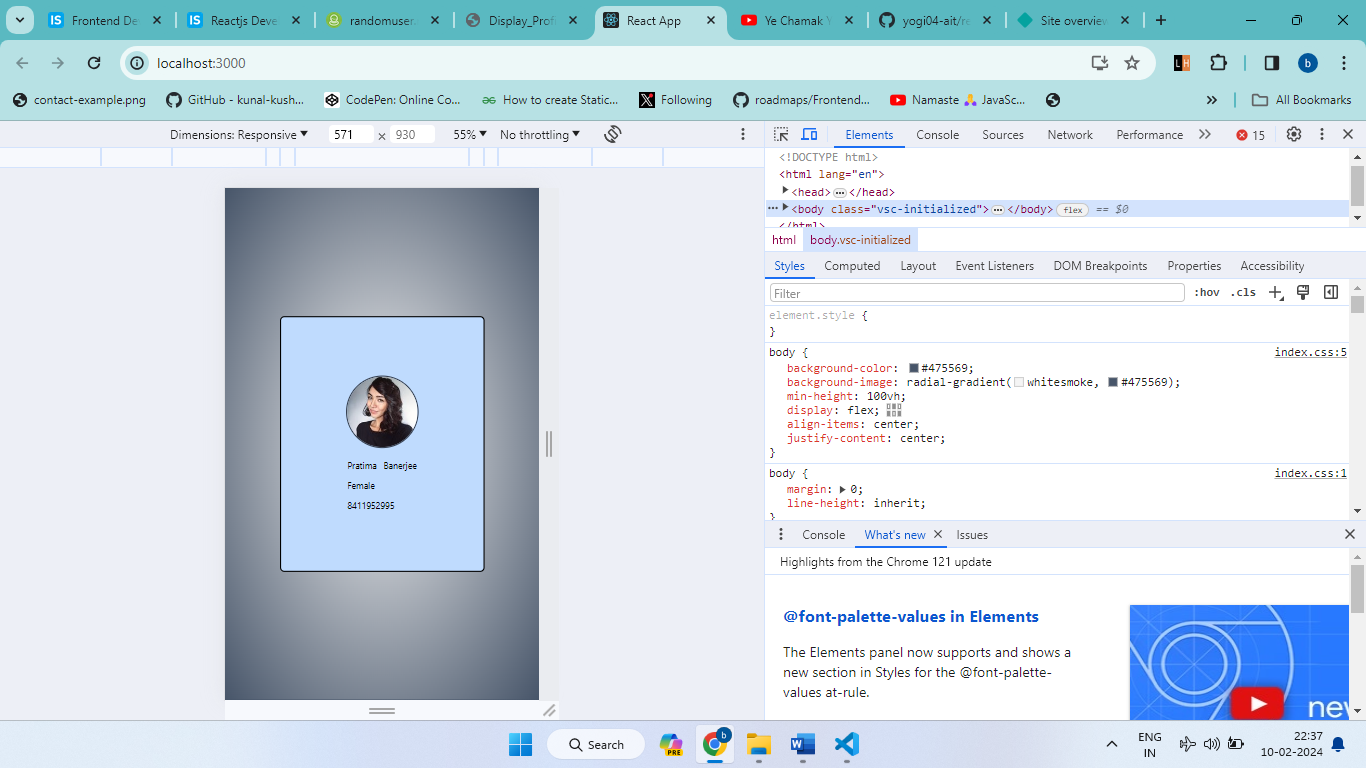 Frontend De
Reactjs Deve
randomuser.
Display_Profi
React App
Ye Chamak Y
yogi04-ait/re
Site overview
localhost:3000
b
contact-example.png
GitHub - kunal-kush...
CodePen: Online Co...
How to create Static...
Following
roadmaps/Frontend...
Namaste 🙏 JavaSc...
All Bookmarks
Dimensions: Responsive
571 × 930
55%
No throttling
Elements
Console
Sources
Network
Performance
15
<!DOCTYPE html>
<html lang="en">
<head> ••• </head>
••• <body class="vsc-initialized"> ••• </body> flex == $0
</html>
html
body.vsc-initialized
Styles
Computed
Layout
Event Listeners
DOM Breakpoints
Properties
Accessibility
Filter
:hov .cls
element.style {
}
body {
index.css:5
background-color: #475569;
background-image: radial-gradient( whitesmoke, #475569);
min-height: 100vh;
display: flex;
align-items: center;
justify-content: center;
}
body {
index.css:1
margin: 0;
line-height: inherit;
}
Pratima Banerjee
Female
8411952995
Console
What's new
Issues
Highlights from the Chrome 121 update
@font-palette-values in Elements
The Elements panel now supports and shows a
new section in Styles for the @font-palette-
values at-rule.
new
Search
PRE
b
ENG
IN
22:37
10-02-2024